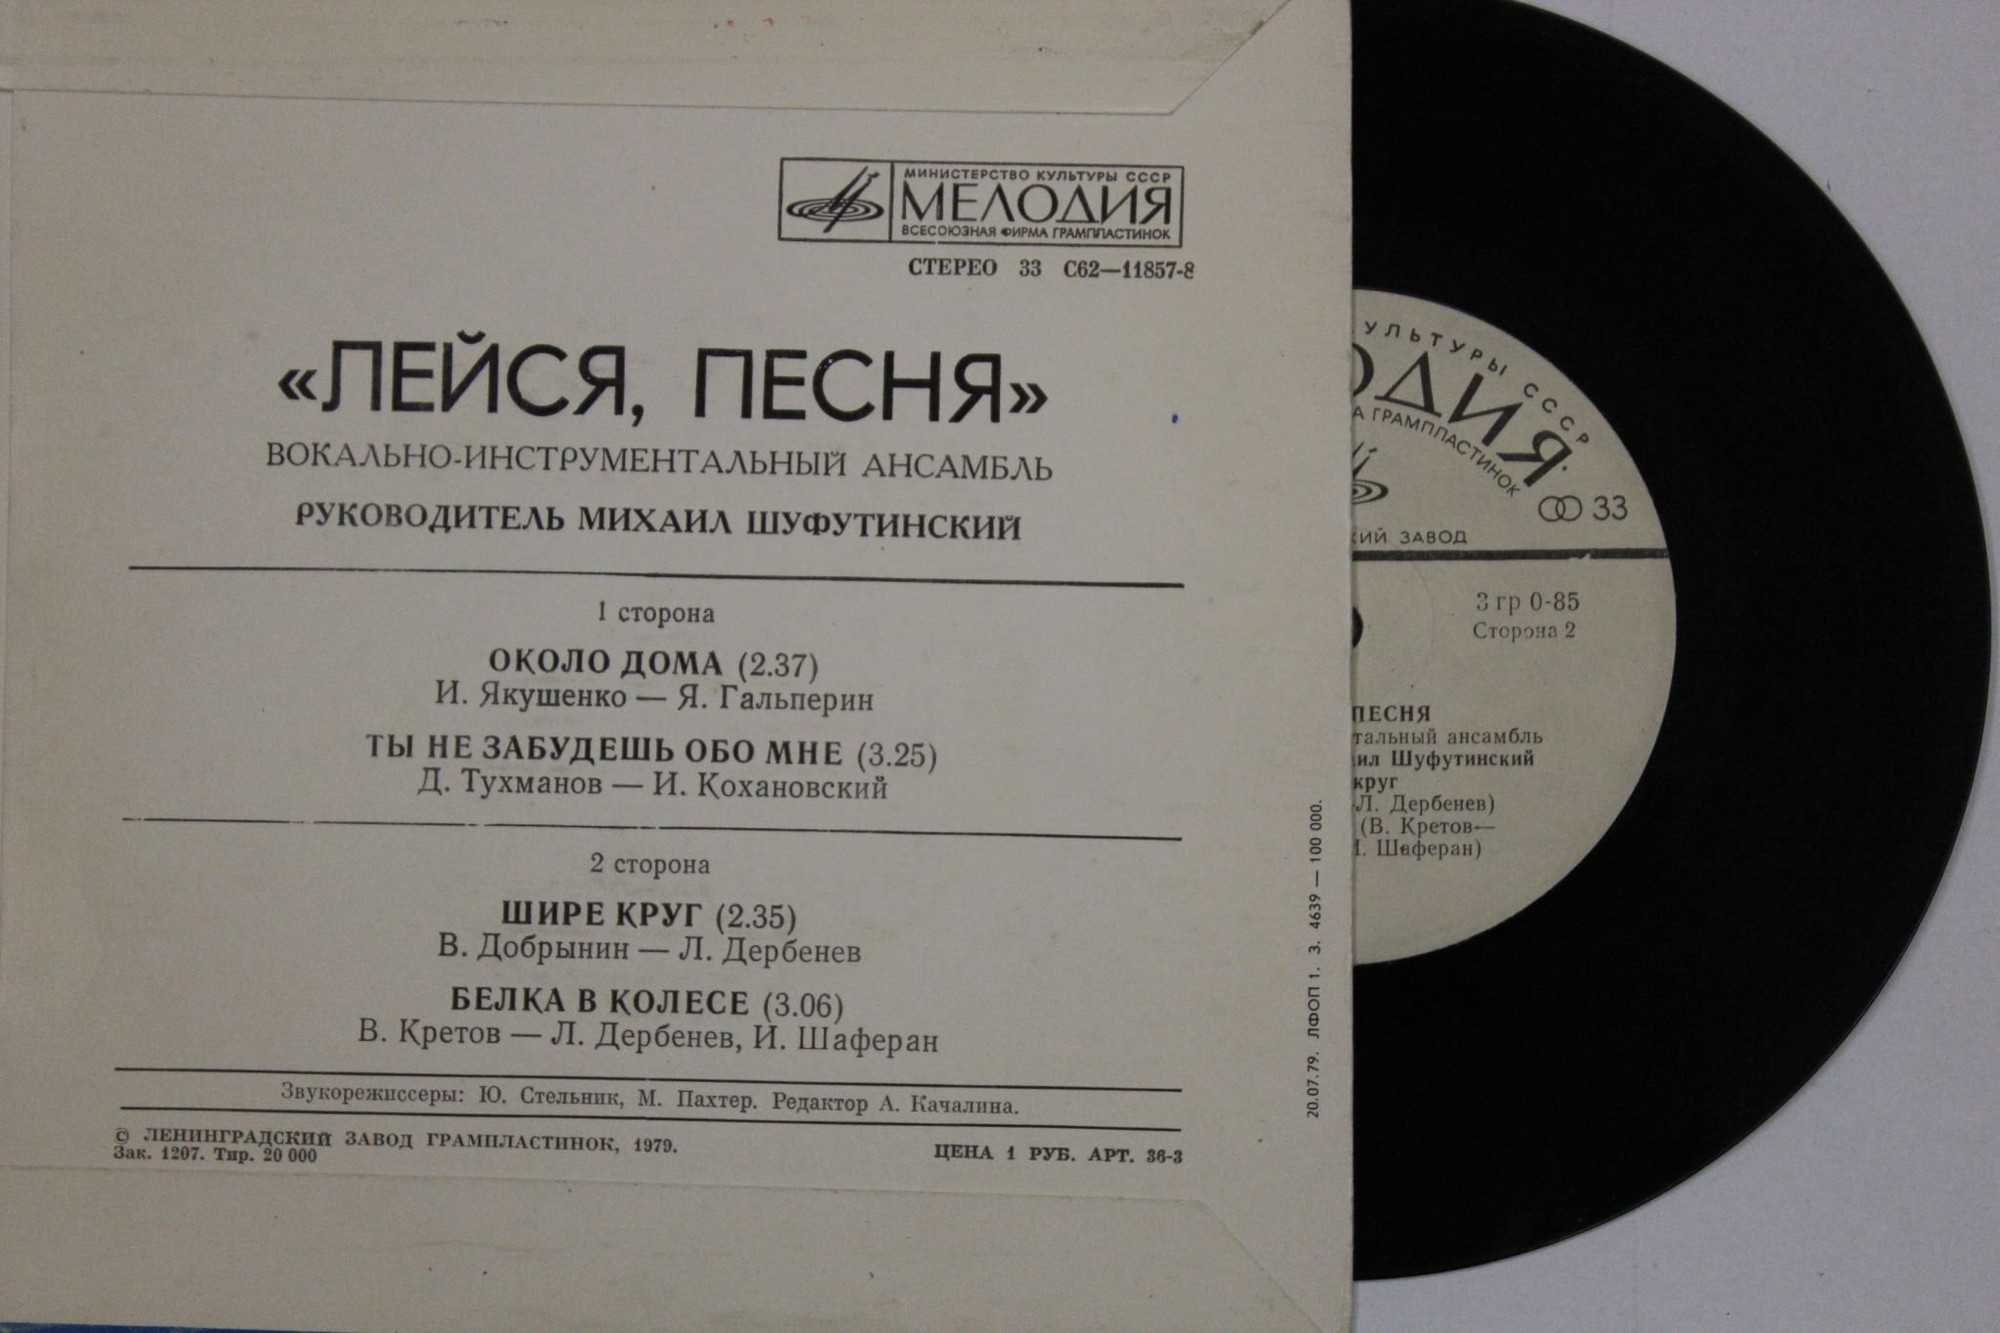 МИНИСТЕРСТВО КУЛЬТУРЫ СССР
МЕЛОДИЯ
ВСЕСОЮЗНАЯ ФИРМА ГРАМПЛАСТИНОК
СТЕРЕО 33 С62—11857-8
«ЛЕЙСЯ, ПЕСНЯ»
ВОКАЛЬНО-ИНСТРУМЕНТАЛЬНЫЙ АНСАМБЛЬ
РУКОВОДИТЕЛЬ МИХАИЛ ШУФУТИНСКИЙ
1 сторона
ОКОЛО ДОМА (2.37)
И. Якушенко — Я. Гальперин
ТЫ НЕ ЗАБУДЕШЬ ОБО МНЕ (3.25)
Д. Тухманов — И. Кохановский
2 сторона
ШИРЕ КРУГ (2.35)
В. Добрынин — Л. Дербенев
БЕЛКА В КОЛЕСЕ (3.06)
В. Кретов — Л. Дербенев, И. Шаферан
Звукорежиссеры: Ю. Стельник, М. Пахтер. Редактор А. Качалина.
© ЛЕНИНГРАДСКИЙ ЗАВОД ГРАМПЛАСТИНОК, 1979.
Зак. 1207. Тир. 20 000
ЦЕНА 1 РУБ. АРТ. 36-3
20.07.79. ЛФОП 1. З. 4639 — 100 000.
УЛЬТУРЫ СССР
ОДИЯ
А ГРАМПЛАСТИНОК
33
КИЙ ЗАВОД
3 гр 0-85
Сторона 2
ПЕСНЯ
тальный ансамбль
ил Шуфутинский
круг
Л. Дербенев)
(В. Кретов—
И. Шаферан)